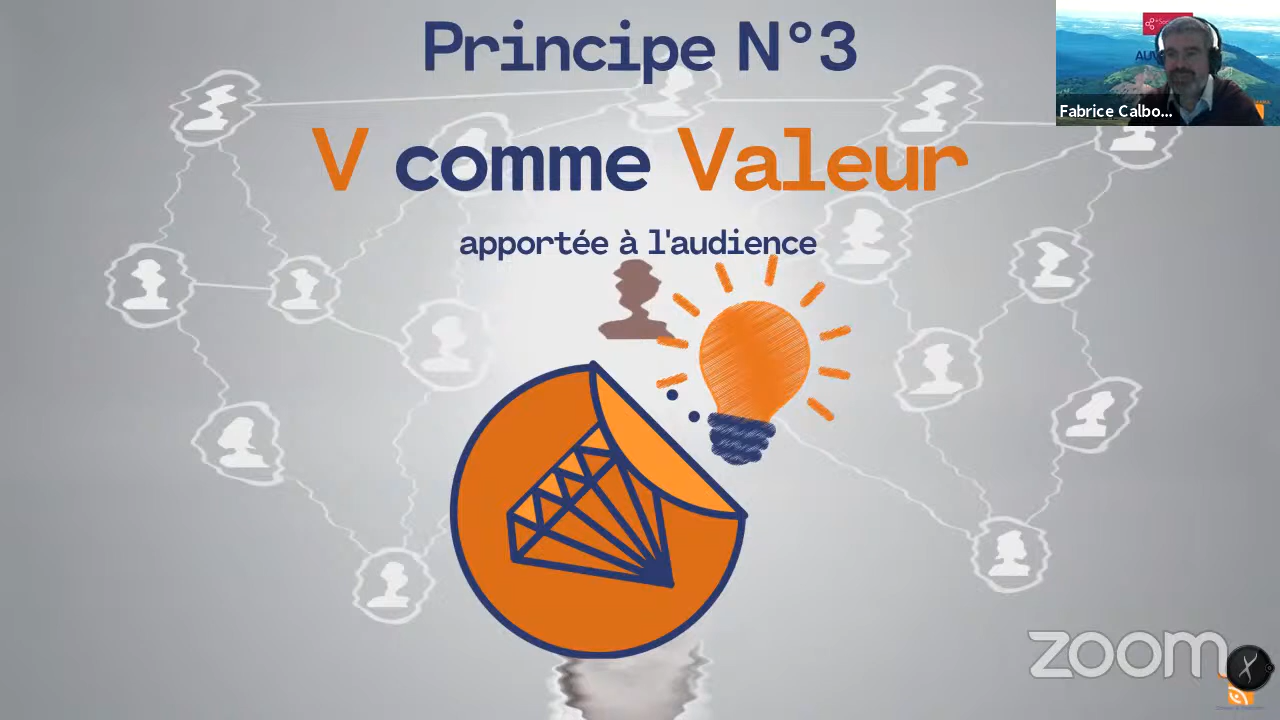 Principe N°3
V comme Valeur
apportée à l'audience
Fabrice Calbo...
zoom